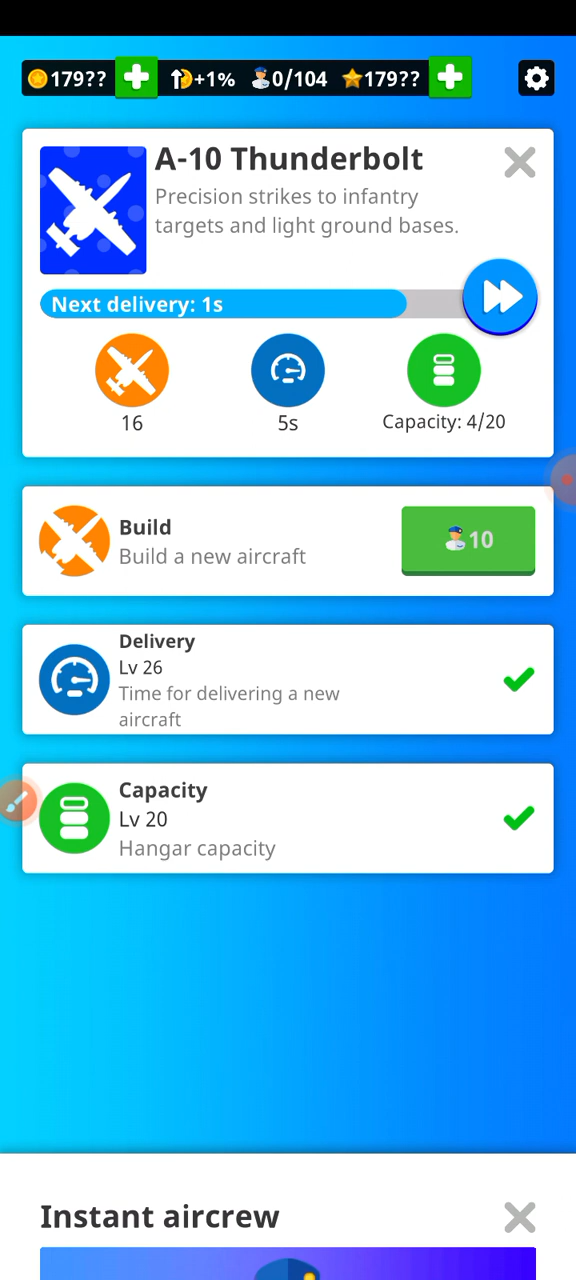 179?? +1% 0/104 179??
A-10 Thunderbolt
Precision strikes to infantry
targets and light ground bases.
Next delivery: 1s
16 5s Capacity: 4/20
Build
Build a new aircraft
10
Delivery
Lv 26
Time for delivering a new
aircraft
Capacity
Lv 20
Hangar capacity
Instant aircrew